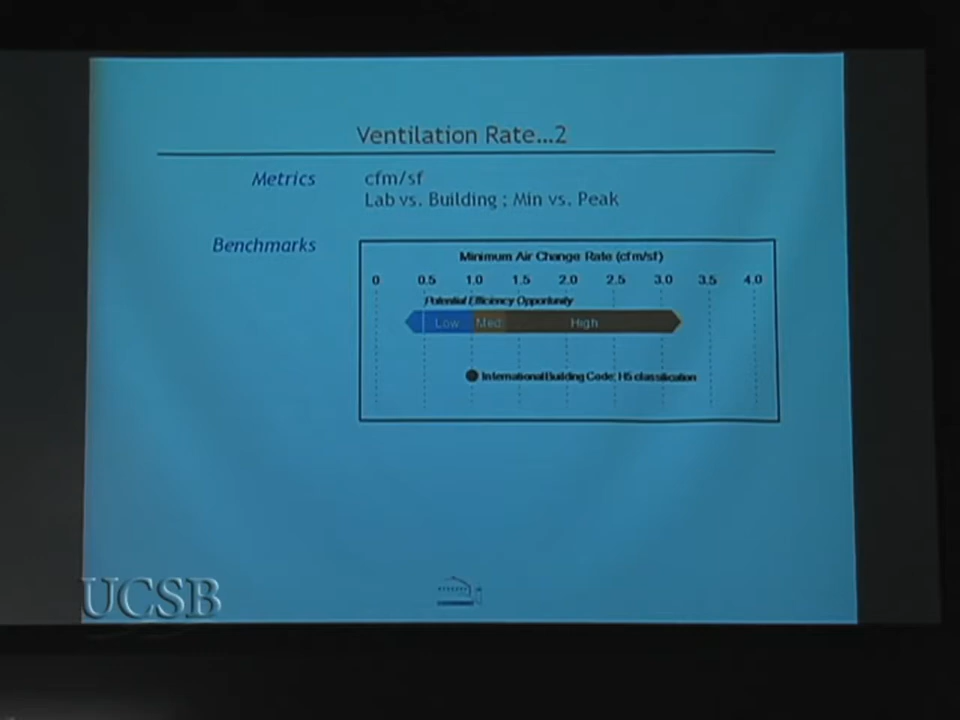 Ventilation Rate...2
Metrics
cfm/sf
Lab vs. Building ; Min vs. Peak
Benchmarks
Minimum Air Change Rate (cfm/sf)
0 0.5 1.0 1.5 2.0 2.5 3.0 3.5 4.0
Potential Efficiency Opportunity
Low Med High
International Building Code; H5 classification
UCSB